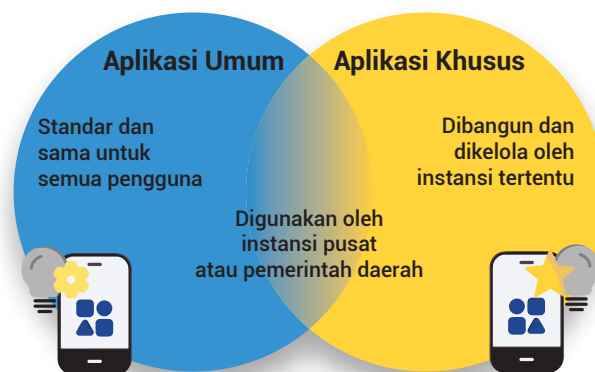 Aplikasi Umum
Aplikasi Khusus
Standar dan
sama untuk
semua pengguna
Dibangun dan
dikelola oleh
instansi tertentu
Digunakan oleh
instansi pusat
atau pemerintah daerah